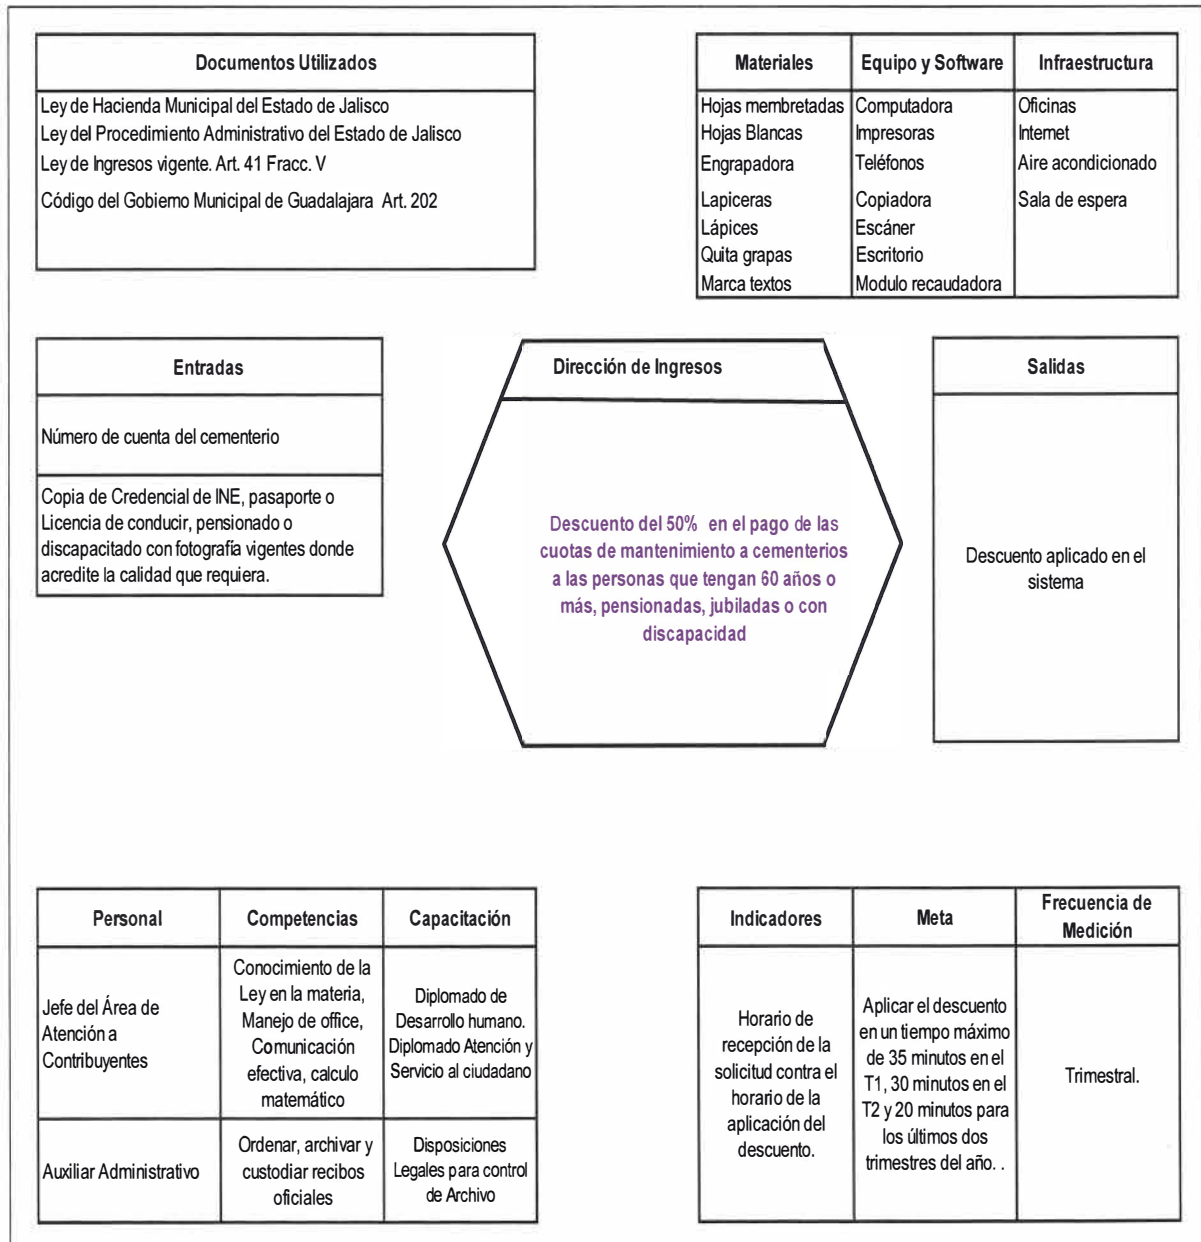 Documentos Utilizados
Ley de Hacienda Municipal del Estado de Jalisco
Ley del Procedimiento Administrativo del Estado de Jalisco
Ley de Ingresos vigente. Art. 41 Fracc. V
Código del Gobierno Municipal de Guadalajara Art. 202
Materiales
Hojas membretadas
Hojas Blancas
Engrapadora
Lapiceras
Lápices
Quita grapas
Marca textos
Equipo y Software
Computadora
Impresoras
Teléfonos
Copiadora
Escáner
Escritorio
Modulo recaudadora
Infraestructura
Oficinas
Internet
Aire acondicionado
Sala de espera
Entradas
Número de cuenta del cementerio
Copia de Credencial de INE, pasaporte o
Licencia de conducir, pensionado o
discapacitado con fotografía vigentes donde
acredite la calidad que requiera.
Dirección de Ingresos
Descuento del 50% en el pago de las
cuotas de mantenimiento a cementerios
a las personas que tengan 60 años o
más, pensionadas, jubiladas o con
discapacidad
Salidas
Descuento aplicado en el
sistema
Personal
Competencias
Capacitación
Jefe del Área de
Atención a
Contribuyentes
Conocimiento de la
Ley en la materia,
Manejo de office,
Comunicación
efectiva, calculo
matemático
Diplomado de
Desarrollo humano.
Diplomado Atención y
Servicio al ciudadano
Auxiliar Administrativo
Ordenar, archivar y
custodiar recibos
oficiales
Disposiciones
Legales para control
de Archivo
Indicadores
Meta
Frecuencia de
Medición
Horario de
recepción de la
solicitud contra el
horario de la
aplicación del
descuento.
Aplicar el descuento
en un tiempo máximo
de 35 minutos en el
T1, 30 minutos en el
T2 y 20 minutos para
los últimos dos
trimestres del año. .
Trimestral.